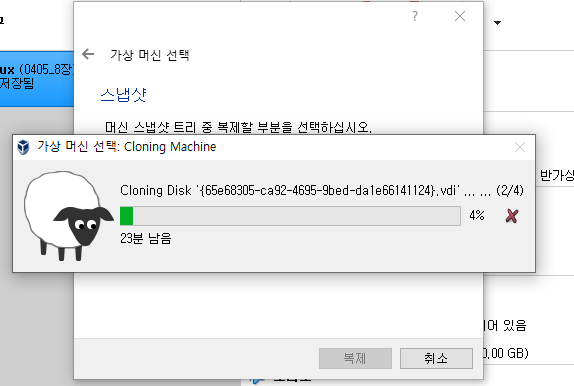 ?
가상 머신 선택
ux (0405_8장)
저장됨
스냅샷
머신 스냅샷 트리 중 복제할 부분을 선택하십시오.
가상 머신 선택: Cloning Machine
반가상
Cloning Disk '{65e68305-ca92-4695-9bed-da1e66141124}.vdi' ... ... (2/4)
4%
23분 남음
있음
0.00 GB)
복제
취소